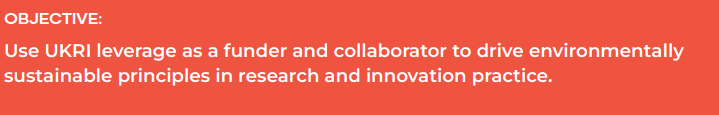 OBJECTIVE:
Use UKRI leverage as a funder and collaborator to drive environmentally
sustainable principles in research and innovation practice.